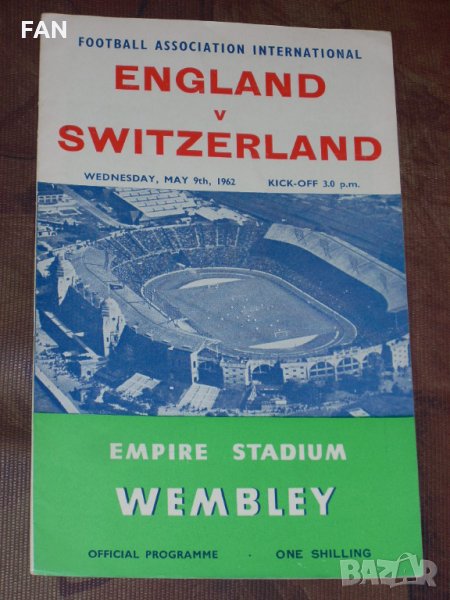 FAN
FOOTBALL ASSOCIATION INTERNATIONAL
ENGLAND
v
SWITZERLAND
WEDNESDAY, MAY 9th, 1962 KICK-OFF 3.0 p.m.
EMPIRE STADIUM
WEMBLEY
OFFICIAL PROGRAMME · ONE SHILLING
BAZAR